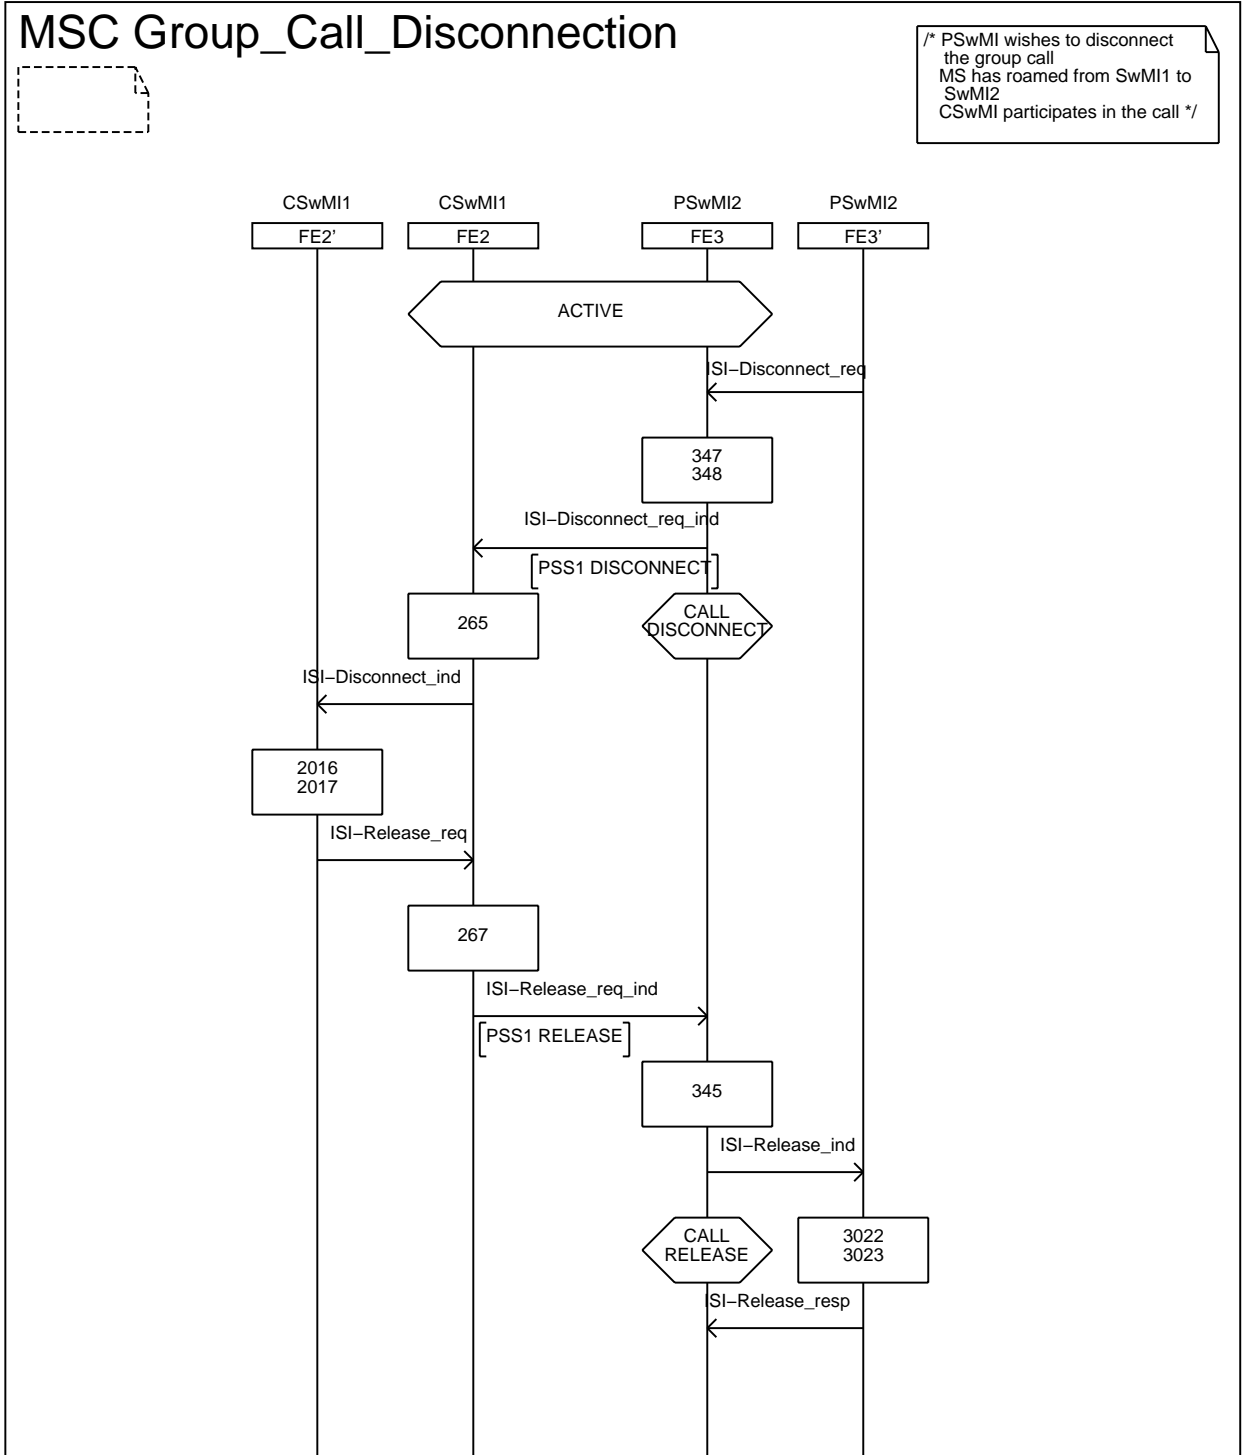 MSC Group_Call_Disconnection
/* PSwMI wishes to disconnect
the group call
MS has roamed from SwMI1 to
SwMI2
CSwMI participates in the call */
CSwMI1
CSwMI1
PSwMI2
PSwMI2
FE2'
FE2
FE3
FE3'
ACTIVE
ISI−Disconnect_req
347
348
ISI−Disconnect_req_ind
PSS1 DISCONNECT
265
CALL
DISCONNECT
ISI−Disconnect_ind
2016
2017
ISI−Release_req
267
ISI−Release_req_ind
PSS1 RELEASE
345
ISI−Release_ind
CALL
RELEASE
3022
3023
ISI−Release_resp